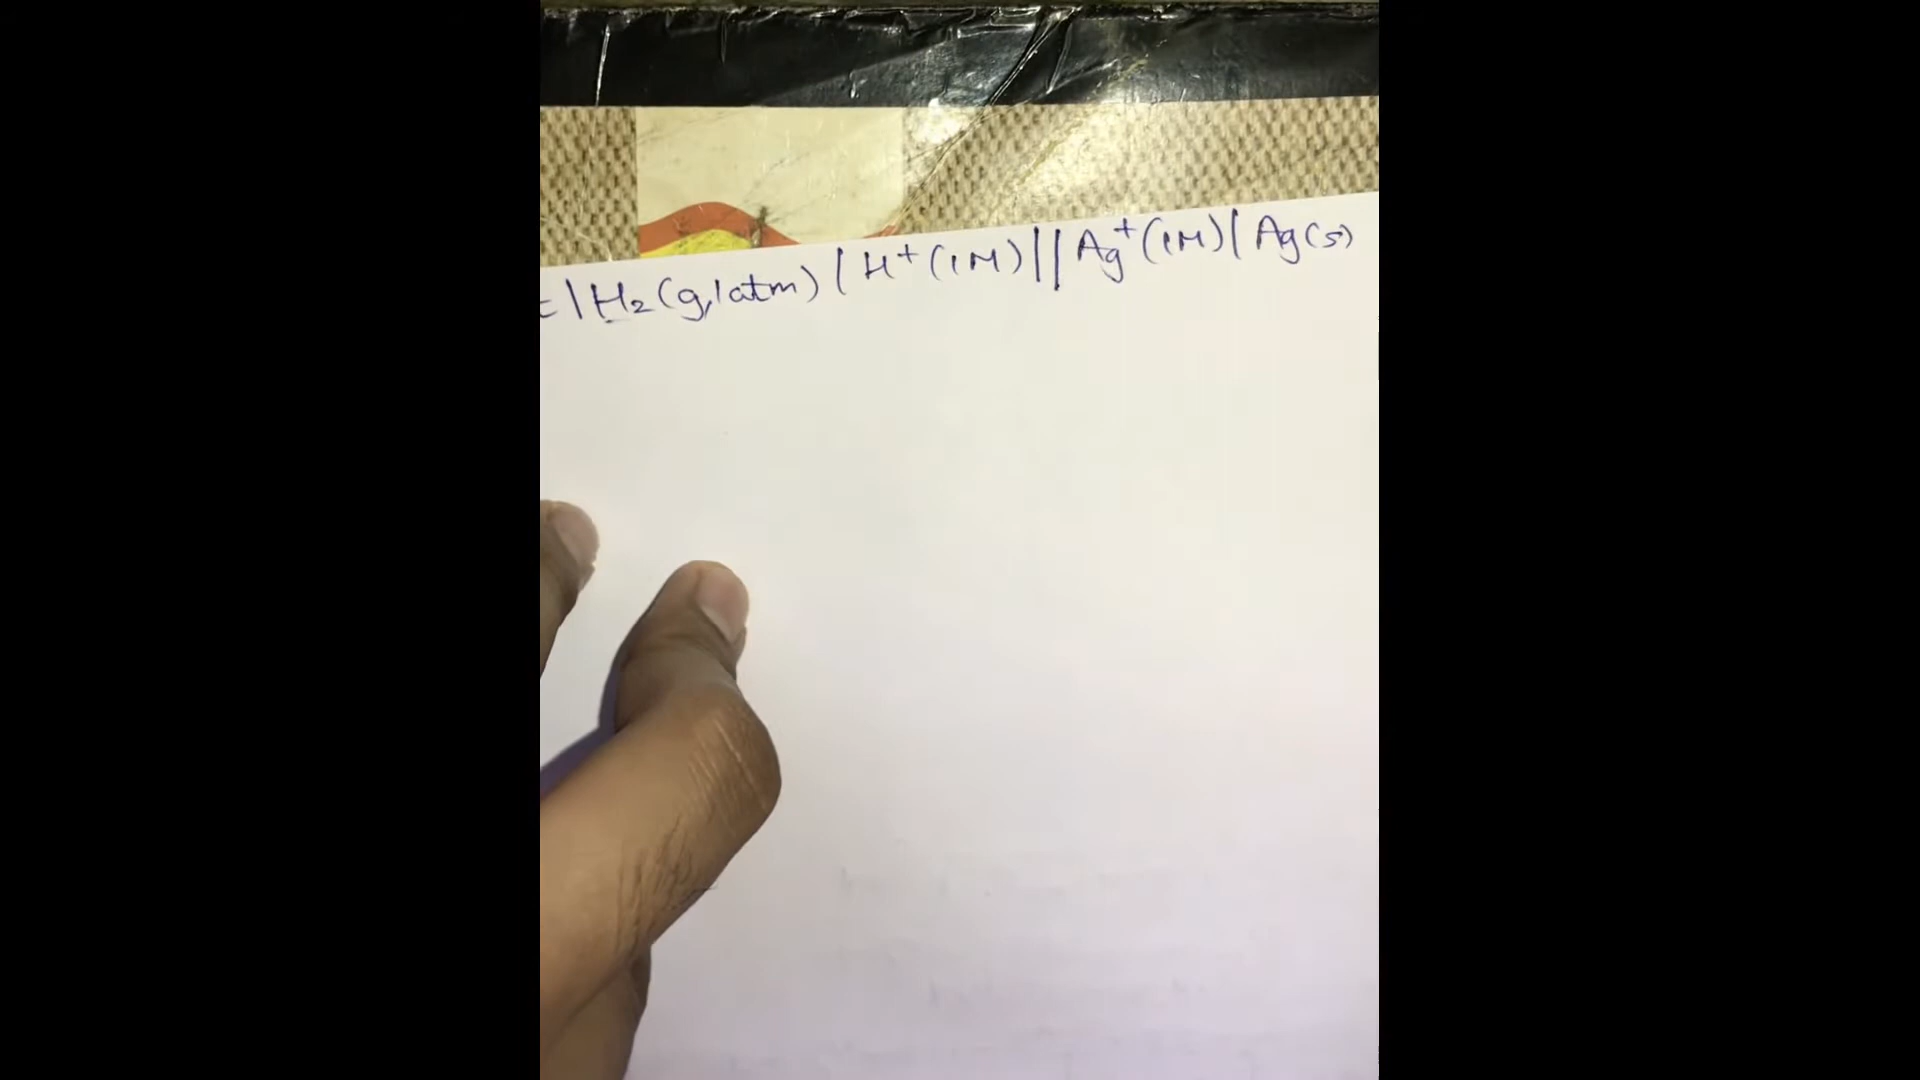 | H₂(g,1atm) | H⁺(1M) || Ag⁺(1M) | Ag(s)